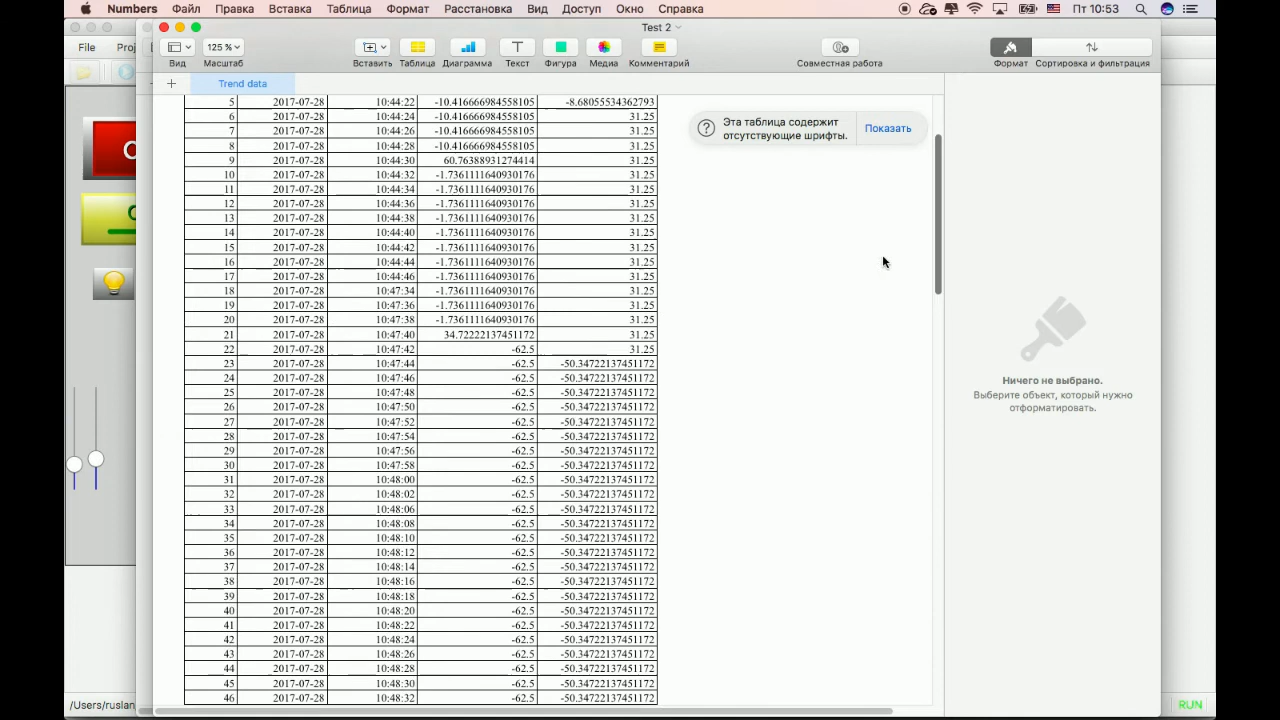 Numbers Файл Правка Вставка Таблица Формат Расстановка Вид Доступ Окно Справка Пт 10:53
Test 2
File Proj
125 %
Вид Масштаб Вставить Таблица Диаграмма Текст Фигура Медиа Комментарий Совместная работа Формат Сортировка и фильтрация
Trend data
5 2017-07-28 10:44:22 -10.416666984558105 -8.68055534362793
6 2017-07-28 10:44:24 -10.416666984558105 31.25
7 2017-07-28 10:44:26 -10.416666984558105 31.25
8 2017-07-28 10:44:28 -10.416666984558105 31.25
9 2017-07-28 10:44:30 60.76388931274414 31.25
10 2017-07-28 10:44:32 -1.7361111640930176 31.25
11 2017-07-28 10:44:34 -1.7361111640930176 31.25
12 2017-07-28 10:44:36 -1.7361111640930176 31.25
13 2017-07-28 10:44:38 -1.7361111640930176 31.25
14 2017-07-28 10:44:40 -1.7361111640930176 31.25
15 2017-07-28 10:44:42 -1.7361111640930176 31.25
16 2017-07-28 10:44:44 -1.7361111640930176 31.25
17 2017-07-28 10:44:46 -1.7361111640930176 31.25
18 2017-07-28 10:47:34 -1.7361111640930176 31.25
19 2017-07-28 10:47:36 -1.7361111640930176 31.25
20 2017-07-28 10:47:38 -1.7361111640930176 31.25
21 2017-07-28 10:47:40 34.72222137451172 31.25
22 2017-07-28 10:47:42 -62.5 31.25
23 2017-07-28 10:47:44 -62.5 -50.34722137451172
24 2017-07-28 10:47:46 -62.5 -50.34722137451172
25 2017-07-28 10:47:48 -62.5 -50.34722137451172
26 2017-07-28 10:47:50 -62.5 -50.34722137451172
27 2017-07-28 10:47:52 -62.5 -50.34722137451172
28 2017-07-28 10:47:54 -62.5 -50.34722137451172
29 2017-07-28 10:47:56 -62.5 -50.34722137451172
30 2017-07-28 10:47:58 -62.5 -50.34722137451172
31 2017-07-28 10:48:00 -62.5 -50.34722137451172
32 2017-07-28 10:48:02 -62.5 -50.34722137451172
33 2017-07-28 10:48:06 -62.5 -50.34722137451172
34 2017-07-28 10:48:08 -62.5 -50.34722137451172
35 2017-07-28 10:48:10 -62.5 -50.34722137451172
36 2017-07-28 10:48:12 -62.5 -50.34722137451172
37 2017-07-28 10:48:14 -62.5 -50.34722137451172
38 2017-07-28 10:48:16 -62.5 -50.34722137451172
39 2017-07-28 10:48:18 -62.5 -50.34722137451172
40 2017-07-28 10:48:20 -62.5 -50.34722137451172
41 2017-07-28 10:48:22 -62.5 -50.34722137451172
42 2017-07-28 10:48:24 -62.5 -50.34722137451172
43 2017-07-28 10:48:26 -62.5 -50.34722137451172
44 2017-07-28 10:48:28 -62.5 -50.34722137451172
45 2017-07-28 10:48:30 -62.5 -50.34722137451172
46 2017-07-28 10:48:32 -62.5 -50.34722137451172
Эта таблица содержит
отсутствующие шрифты.
Показать
Ничего не выбрано.
Выберите объект, который нужно
отформатировать.
/Users/ruslan
RUN